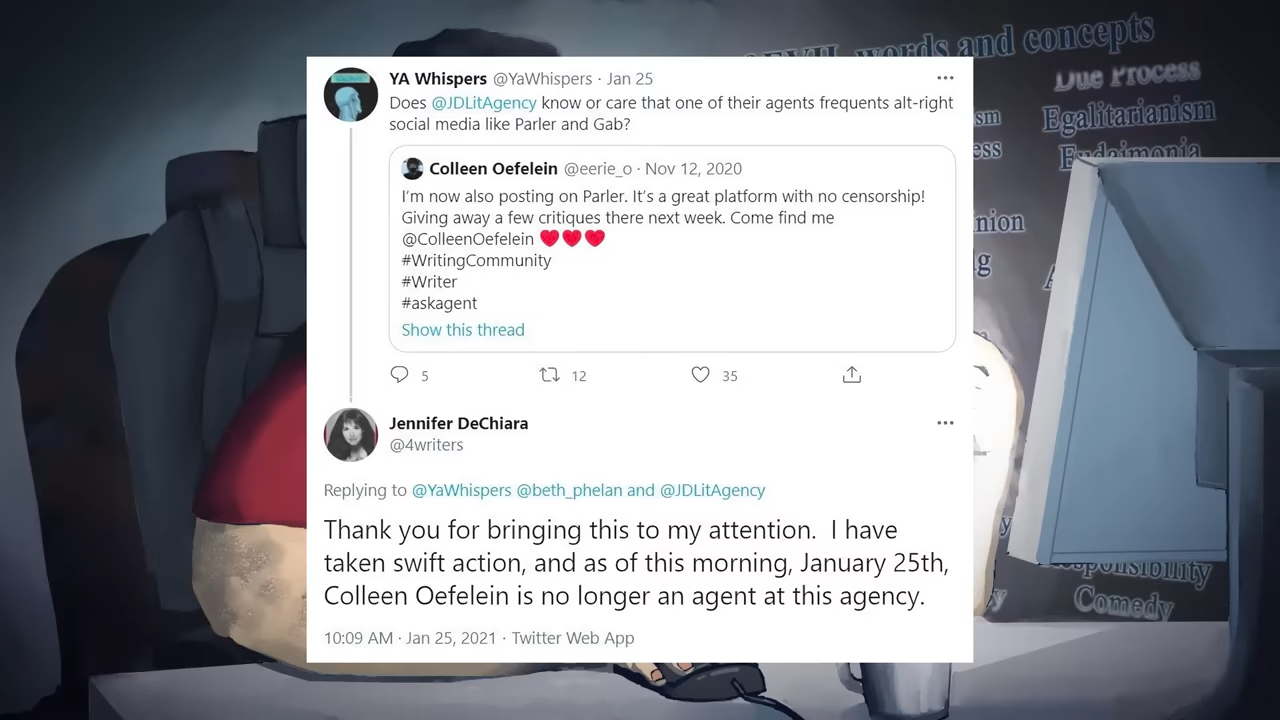 EVIL words and concepts
Due Process
Egalitarianism
Eudaimonia
YA Whispers @YaWhispers · Jan 25
Does @JDLitAgency know or care that one of their agents frequents alt-right
social media like Parler and Gab?
Colleen Oefelein @eerie_o · Nov 12, 2020
I'm now also posting on Parler. It's a great platform with no censorship!
Giving away a few critiques there next week. Come find me
@ColleenOefelein ❤️❤️❤️
#WritingCommunity
#Writer
#askagent
Show this thread
5 12 35
Jennifer DeChiara
@4writers
Replying to @YaWhispers @beth_phelan and @JDLitAgency
Thank you for bringing this to my attention.  I have
taken swift action, and as of this morning, January 25th,
Colleen Oefelein is no longer an agent at this agency.
10:09 AM · Jan 25, 2021 · Twitter Web App
Comedy